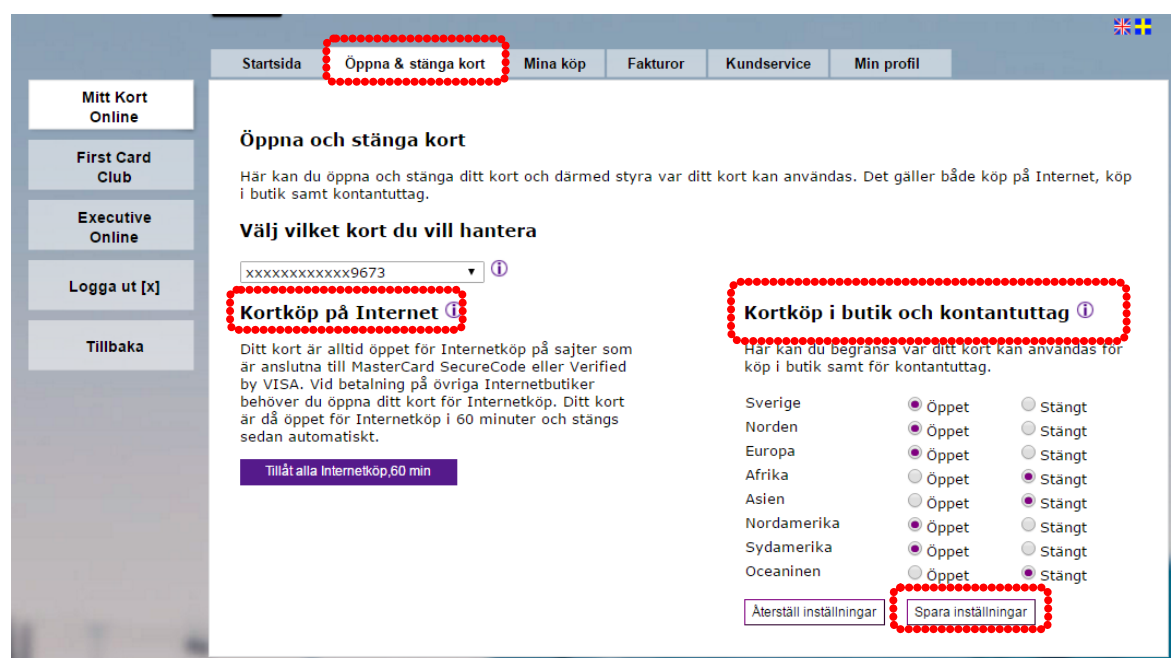 Startsida
Öppna & stänga kort
Mina köp
Fakturor
Kundservice
Min profil
Mitt Kort
Online
First Card
Club
Executive
Online
Logga ut [x]
Tillbaka
Öppna och stänga kort
Här kan du öppna och stänga ditt kort och därmed styra var ditt kort kan användas. Det gäller både köp på Internet, köp
i butik samt kontantuttag.
Välj vilket kort du vill hantera
xxxxxxxxxxxx9673
Kortköp på Internet
Ditt kort är alltid öppet för Internetköp på sajter som
är anslutna till MasterCard SecureCode eller Verified
by VISA. Vid betalning på övriga Internetbutiker
behöver du öppna ditt kort för Internetköp. Ditt kort
är då öppet för Internetköp i 60 minuter och stängs
sedan automatiskt.
Tillåt alla Internetköp,60 min
Kortköp i butik och kontantuttag
Här kan du begränsa var ditt kort kan användas för
köp i butik samt för kontantuttag.
Sverige Öppet Stängt
Norden Öppet Stängt
Europa Öppet Stängt
Afrika Öppet Stängt
Asien Öppet Stängt
Nordamerika Öppet Stängt
Sydamerika Öppet Stängt
Oceaninen Öppet Stängt
Återställ inställningar
Spara inställningar